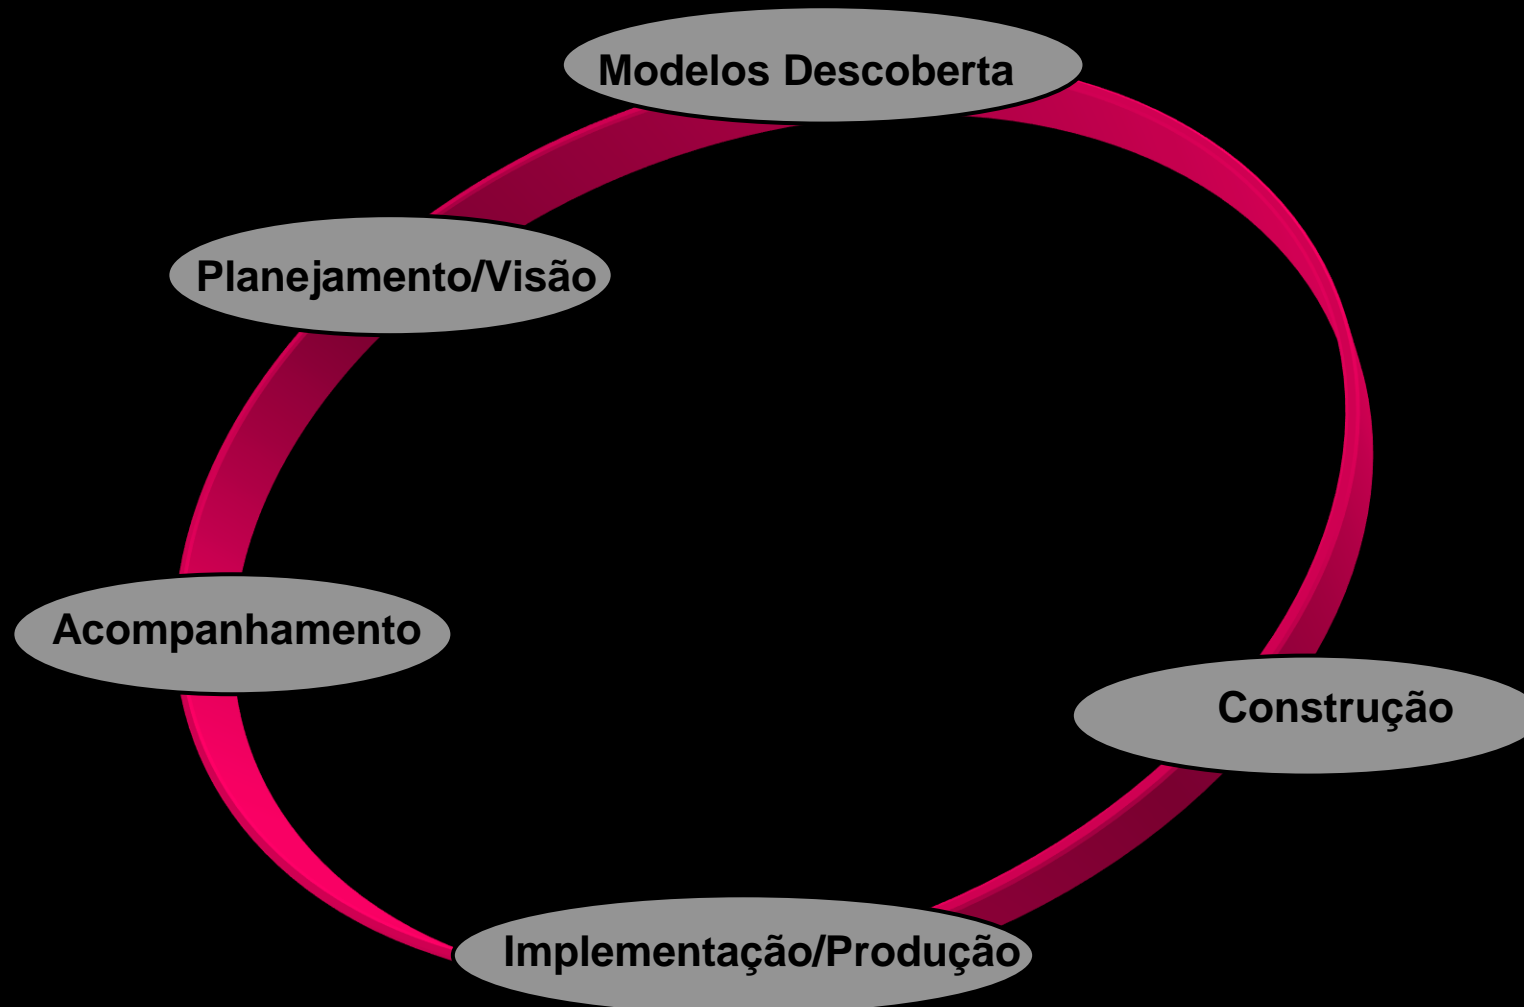 Modelos Descoberta
Planejamento/Visão
Acompanhamento
Construção
Implementação/Produção